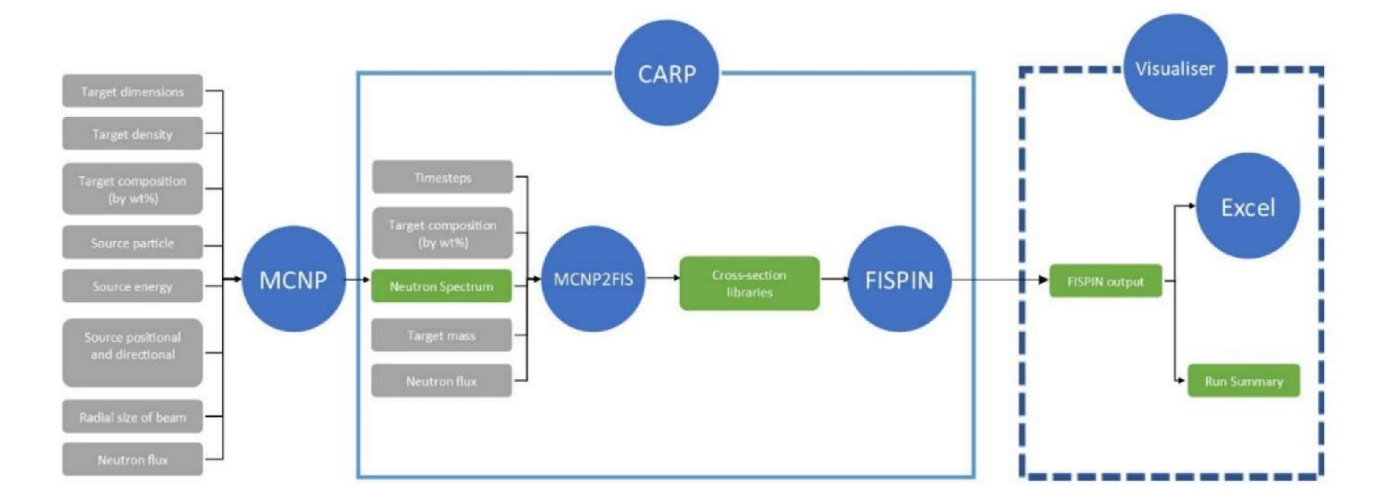 Target dimensions
Target density
Target composition
(by wt%)
Source particle
Source energy
Source positional
and directional
Radial size of beam
Neutron flux
MCNP
CARP
Timesteps
Target composition
(by wt%)
Neutron Spectrum
Target mass
Neutron flux
MCNP2FIS
Cross-section
libraries
FISPIN
Visualiser
FISPIN output
Excel
Run Summary